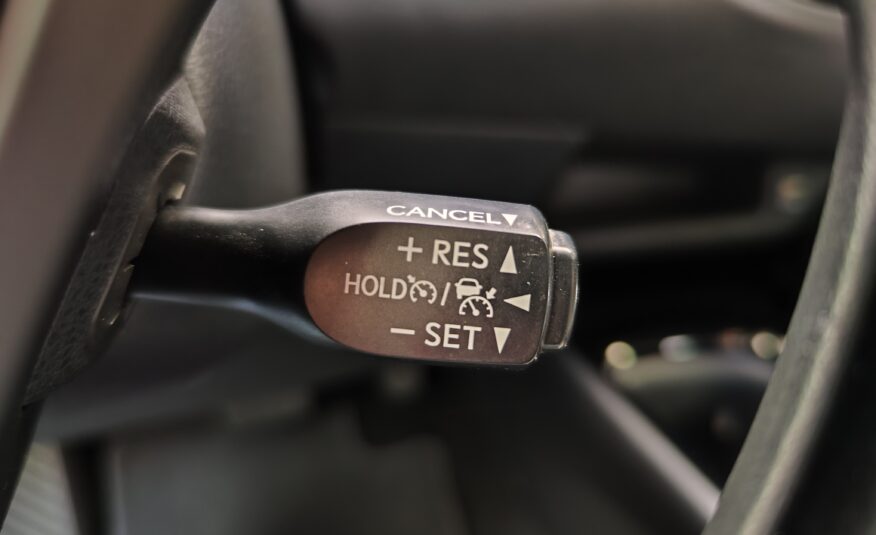 CANCEL▼
+ RES ▲
HOLD / ◀
− SET ▼